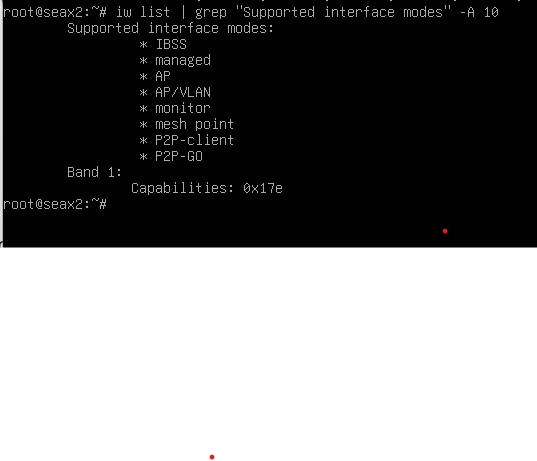 root@seax2:~# iw list | grep "Supported interface modes" -A 10
Supported interface modes:
* IBSS
* managed
* AP
* AP/VLAN
* monitor
* mesh point
* P2P-client
* P2P-GO
Band 1:
Capabilities: 0x17e
root@seax2:~#